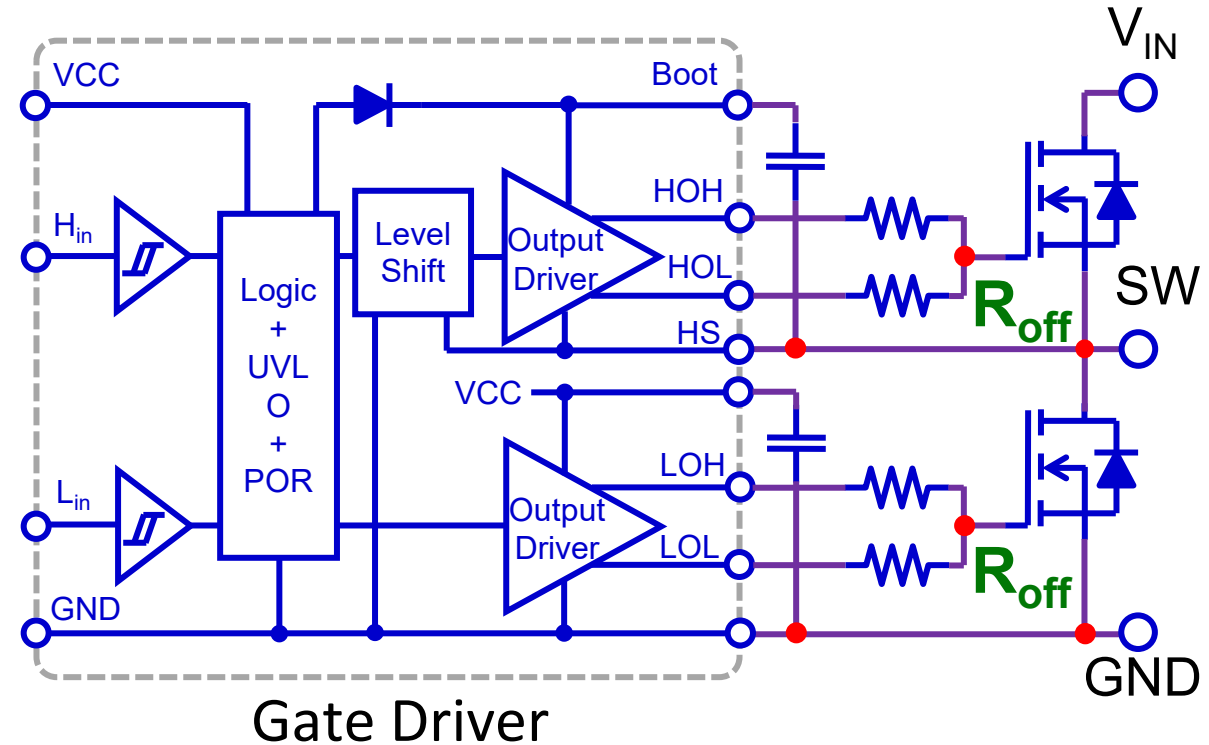 V_IN
VCC
Boot
H_in
HOH
Level
Shift
Output
Driver
HOL
Logic
+
UVL
O
+
POR
SW
R_off
HS
VCC
L_in
LOH
Output
Driver
LOL
R_off
GND
GND
Gate Driver